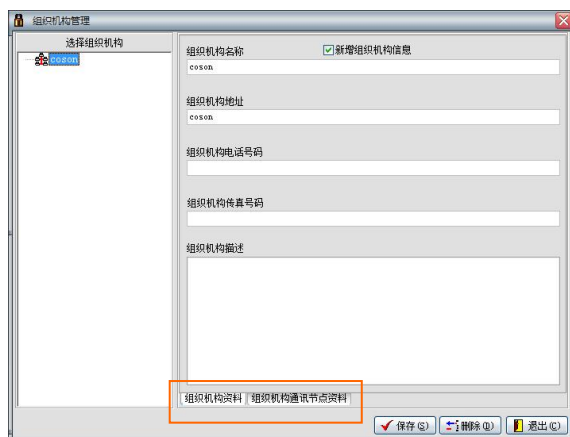 组织机构管理
选择组织机构
coson
组织机构名称
新增组织机构信息
coson
组织机构地址
coson
组织机构电话号码
组织机构传真号码
组织机构描述
组织机构资料
组织机构通讯节点资料
保存(S)
删除(D)
退出(C)